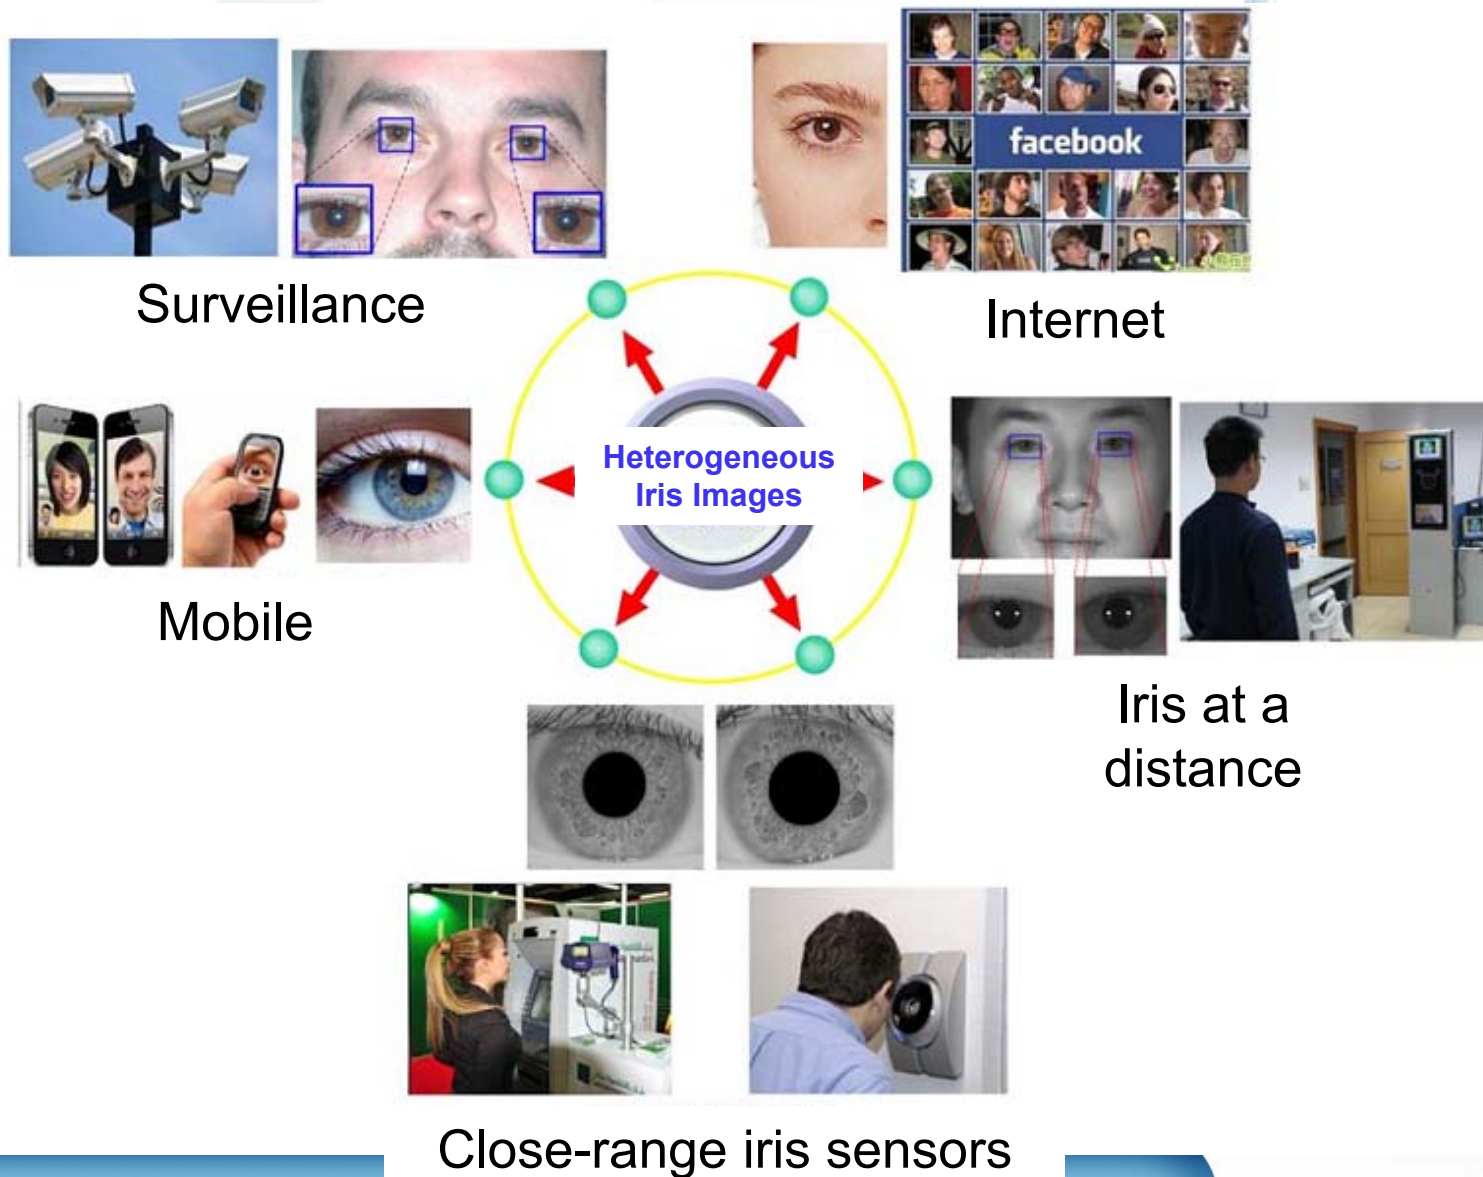 facebook
Surveillance
Internet
Heterogeneous
Iris Images
Mobile
Iris at a
distance
Close-range iris sensors